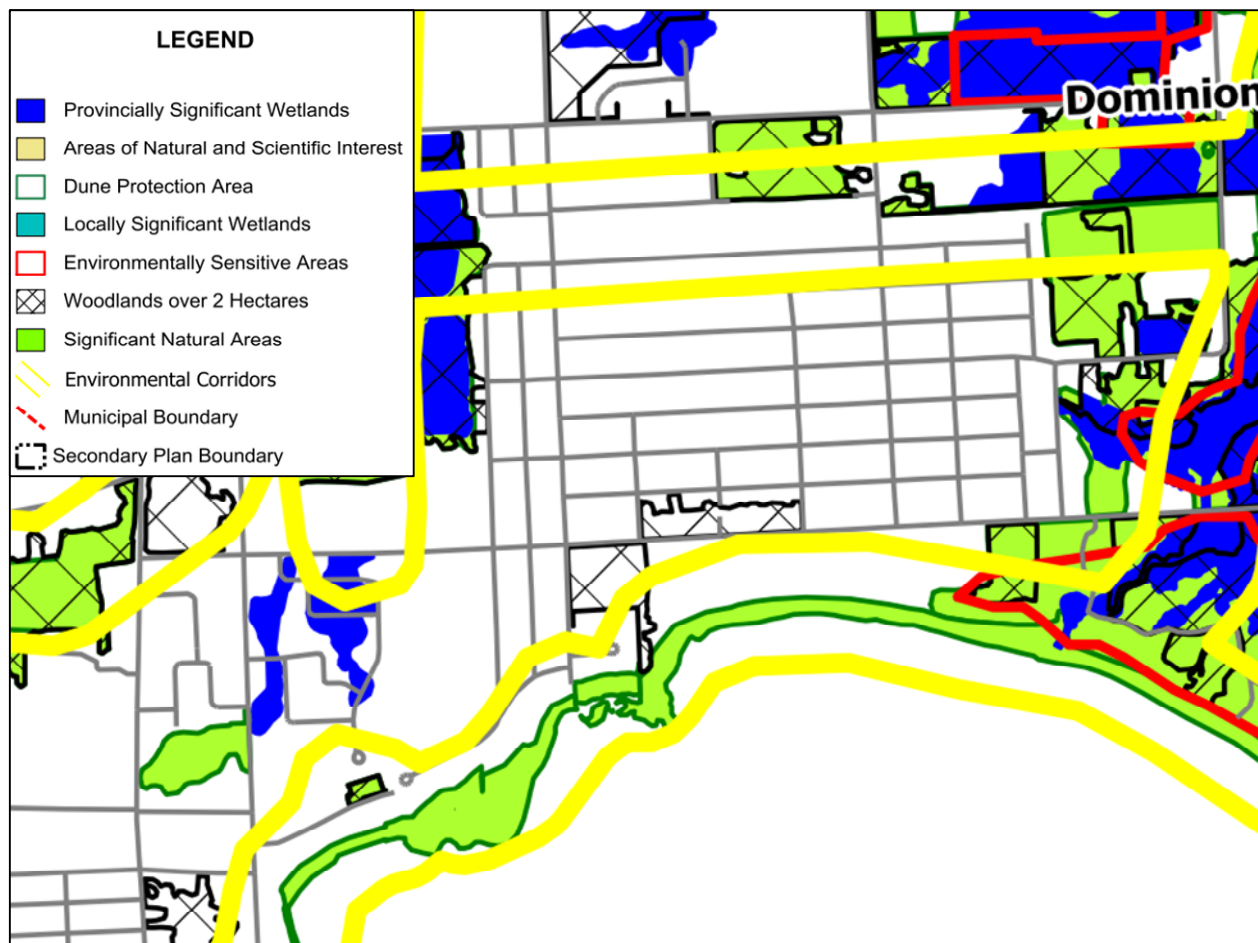 LEGEND
Provincially Significant Wetlands
Areas of Natural and Scientific Interest
Dune Protection Area
Locally Significant Wetlands
Environmentally Sensitive Areas
Woodlands over 2 Hectares
Significant Natural Areas
Environmental Corridors
Municipal Boundary
Secondary Plan Boundary
Dominion